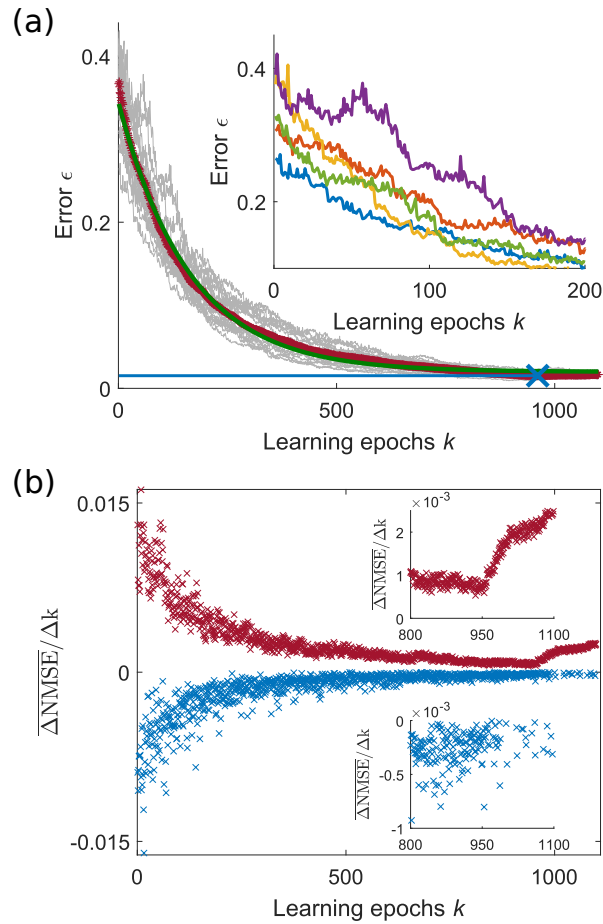 (a)
0.4
0.2
0
Error ϵ
0 500 1000
Learning epochs k
0.4
0.2
Error ϵ
0 100 200
Learning epochs k
(b)
0.015
0
-0.015
ΔNMSE/Δk
0 500 1000
Learning epochs k
×10⁻³
2
1
0
ΔNMSE/Δk
800 950 1100
×10⁻³
0
-0.5
-1
ΔNMSE/Δk
800 950 1100